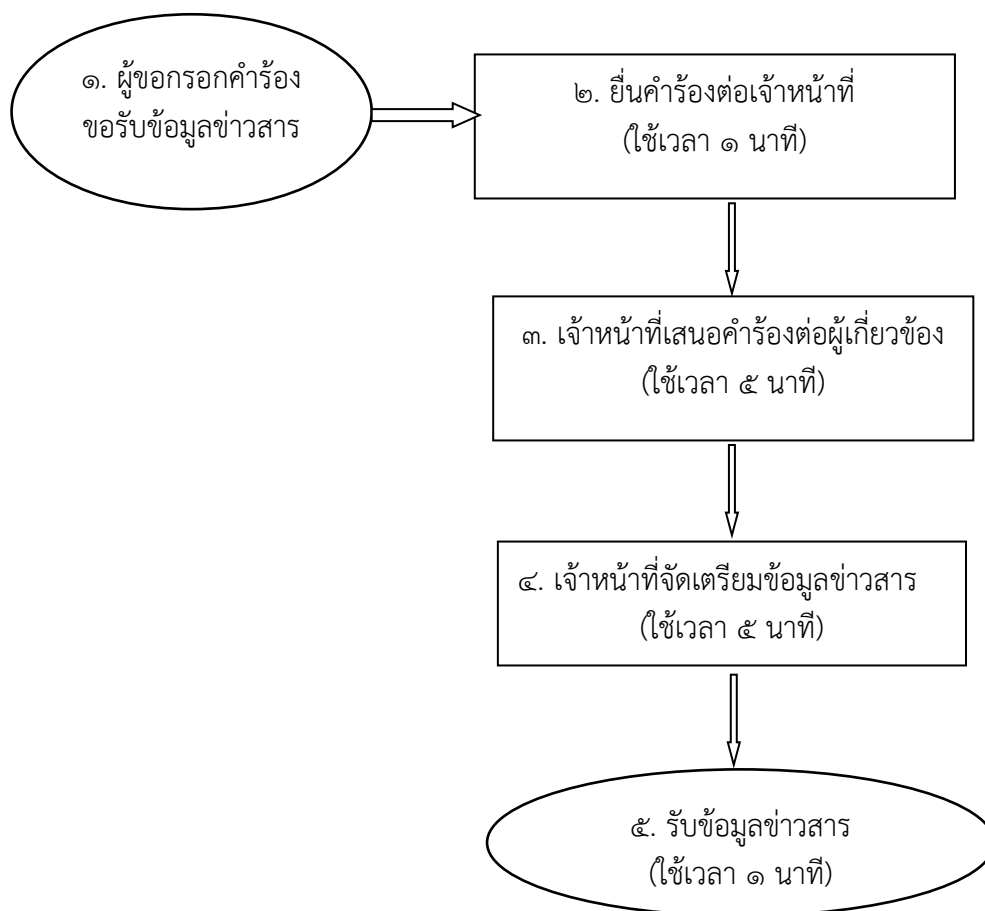 ๑. ผู้ขอกรอกคำร้อง
ขอรับข้อมูลข่าวสาร
๒. ยื่นคำร้องต่อเจ้าหน้าที่
(ใช้เวลา ๑ นาที)
๓. เจ้าหน้าที่เสนอคำร้องต่อผู้เกี่ยวข้อง
(ใช้เวลา ๕ นาที)
๔. เจ้าหน้าที่จัดเตรียมข้อมูลข่าวสาร
(ใช้เวลา ๕ นาที)
๕. รับข้อมูลข่าวสาร
(ใช้เวลา ๑ นาที)